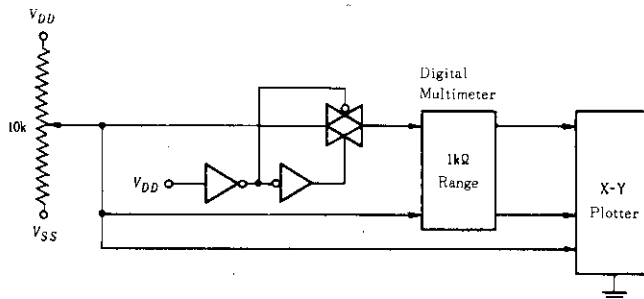 V_DD
10k
V_SS
V_DD
Digital
Multimeter
1kΩ
Range
X-Y
Plotter